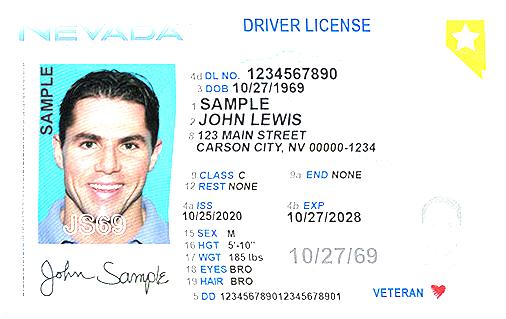 NEVADA
DRIVER LICENSE
SAMPLE
4d DL NO. 1234567890
3 DOB 10/27/1969
1 SAMPLE
2 JOHN LEWIS
8 123 MAIN STREET
CARSON CITY, NV 00000-1234
9 CLASS C 9a END NONE
12 REST NONE
4a ISS 4b EXP
10/25/2020 10/27/2028
15 SEX M
16 HGT 5'-10"
17 WGT 185 lbs 10/27/69
18 EYES BRO
19 HAIR BRO
5 DD 123456789012345678901
JS69
John Sample
VETERAN